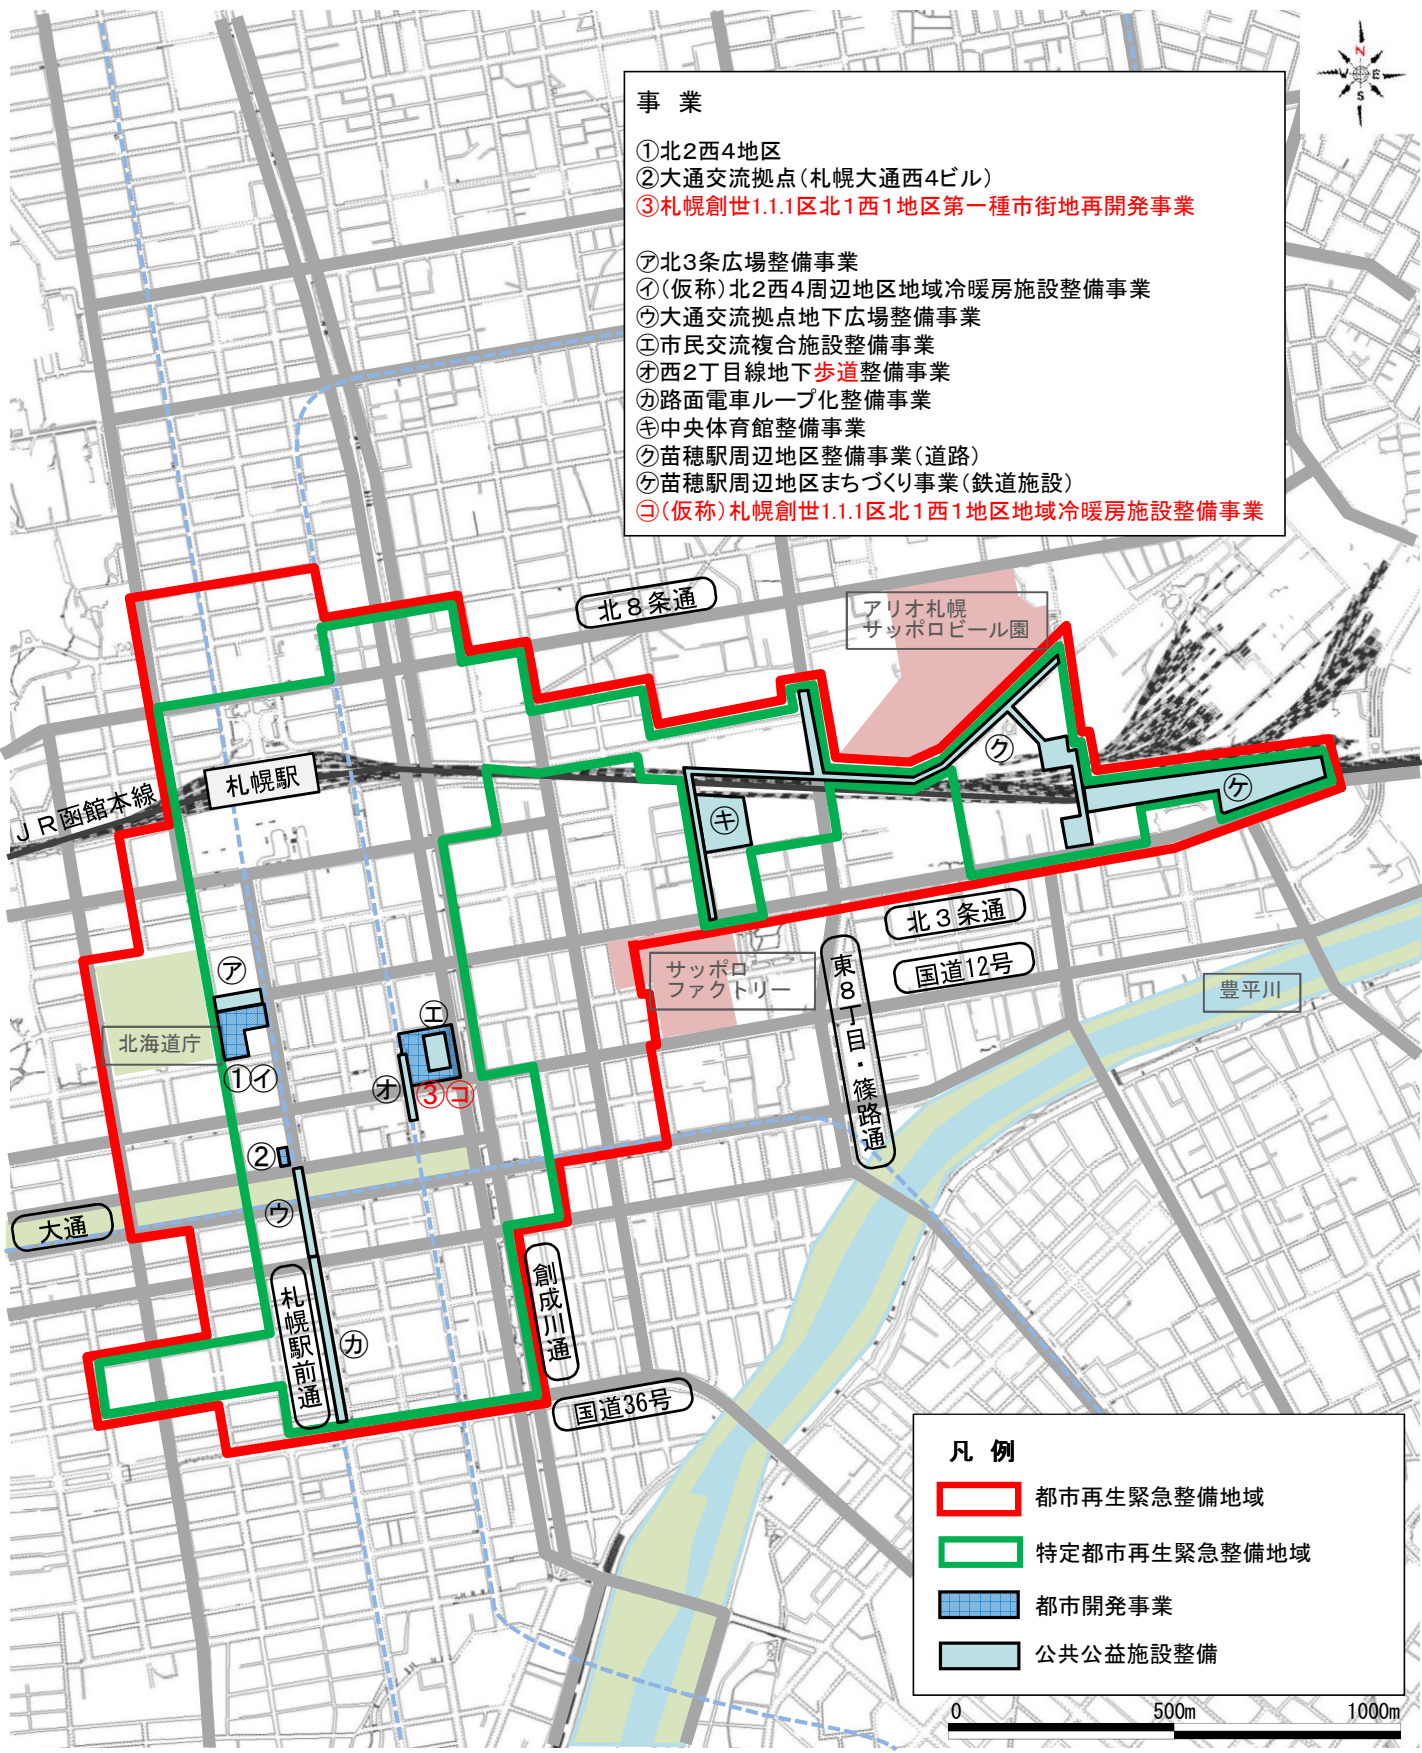 N
W
E
S
事 業
①北2西4地区
②大通交流拠点(札幌大通西4ビル)
③札幌創世1.1.1区北1西1地区第一種市街地再開発事業
㋐北3条広場整備事業
㋑(仮称)北2西4周辺地区地域冷暖房施設整備事業
㋒大通交流拠点地下広場整備事業
㋓市民交流複合施設整備事業
㋔西2丁目線地下歩道整備事業
㋕路面電車ループ化整備事業
㋖中央体育館整備事業
㋗苗穂駅周辺地区整備事業(道路)
㋘苗穂駅周辺地区まちづくり事業(鉄道施設)
㋙(仮称)札幌創世1.1.1区北1西1地区地域冷暖房施設整備事業
北8条通
アリオ札幌
サッポロビール園
㋗
札幌駅
JR函館本線
㋘
㋖
北3条通
国道12号
東8丁目・篠路通
サッポロ
ファクトリー
豊平川
㋐
北海道庁
㋓
①㋑
㋔
③㋙
②
㋒
大通
札幌駅前通
㋕
創成川通
国道36号
凡 例
都市再生緊急整備地域
特定都市再生緊急整備地域
都市開発事業
公共公益施設整備
0
500m
1000m